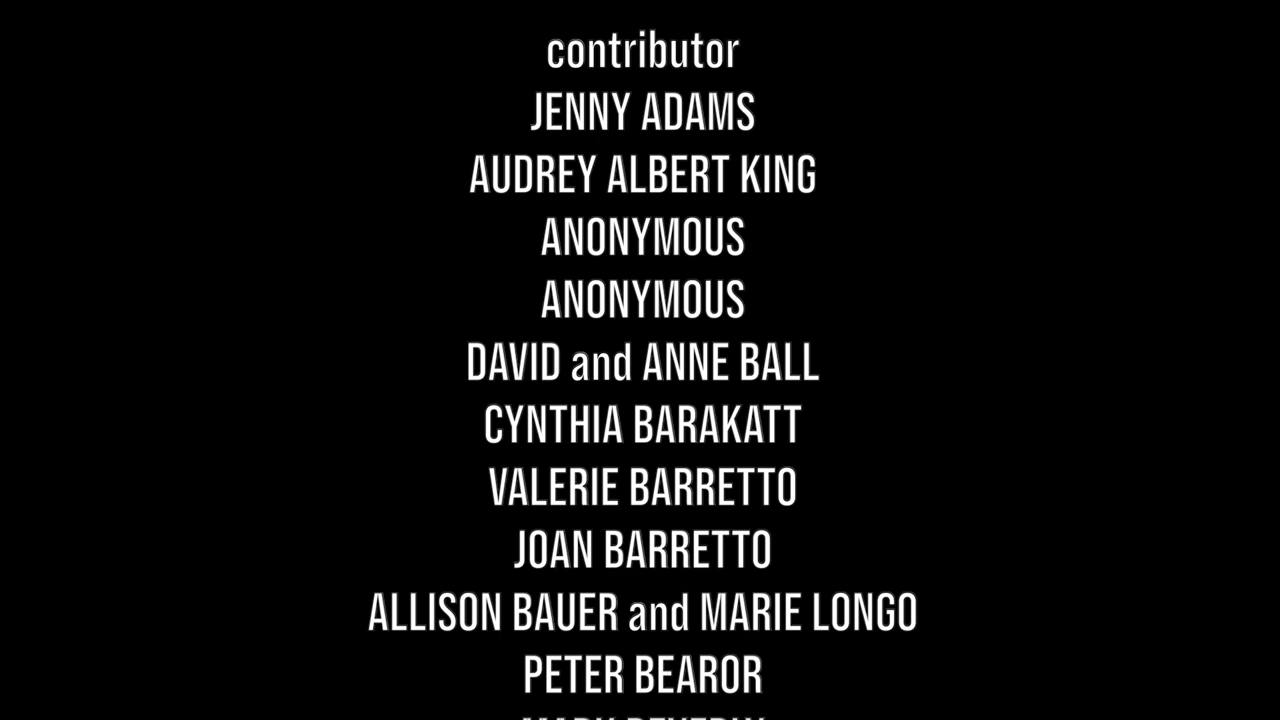 contributor
JENNY ADAMS
AUDREY ALBERT KING
ANONYMOUS
ANONYMOUS
DAVID and ANNE BALL
CYNTHIA BARAKATT
VALERIE BARRETTO
JOAN BARRETTO
ALLISON BAUER and MARIE LONGO
PETER BEAROR